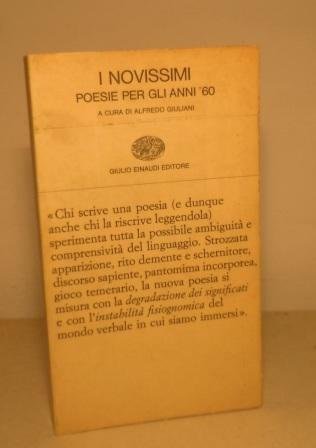 I NOVISSIMI
POESIE PER GLI ANNI '60
A CURA DI ALFREDO GIULIANI
GIULIO EINAUDI EDITORE
«Chi scrive una poesia (e dunque
anche chi la riscrive leggendola)
sperimenta tutta la possibile ambiguità e
comprensività del linguaggio. Strozzata
apparizione, rito demente e schernitore,
discorso sapiente, pantomima incorporea,
gioco temerario, la nuova poesia si
misura con la degradazione dei significati
e con l'instabilità fisiognomica del
mondo verbale in cui siamo immersi».